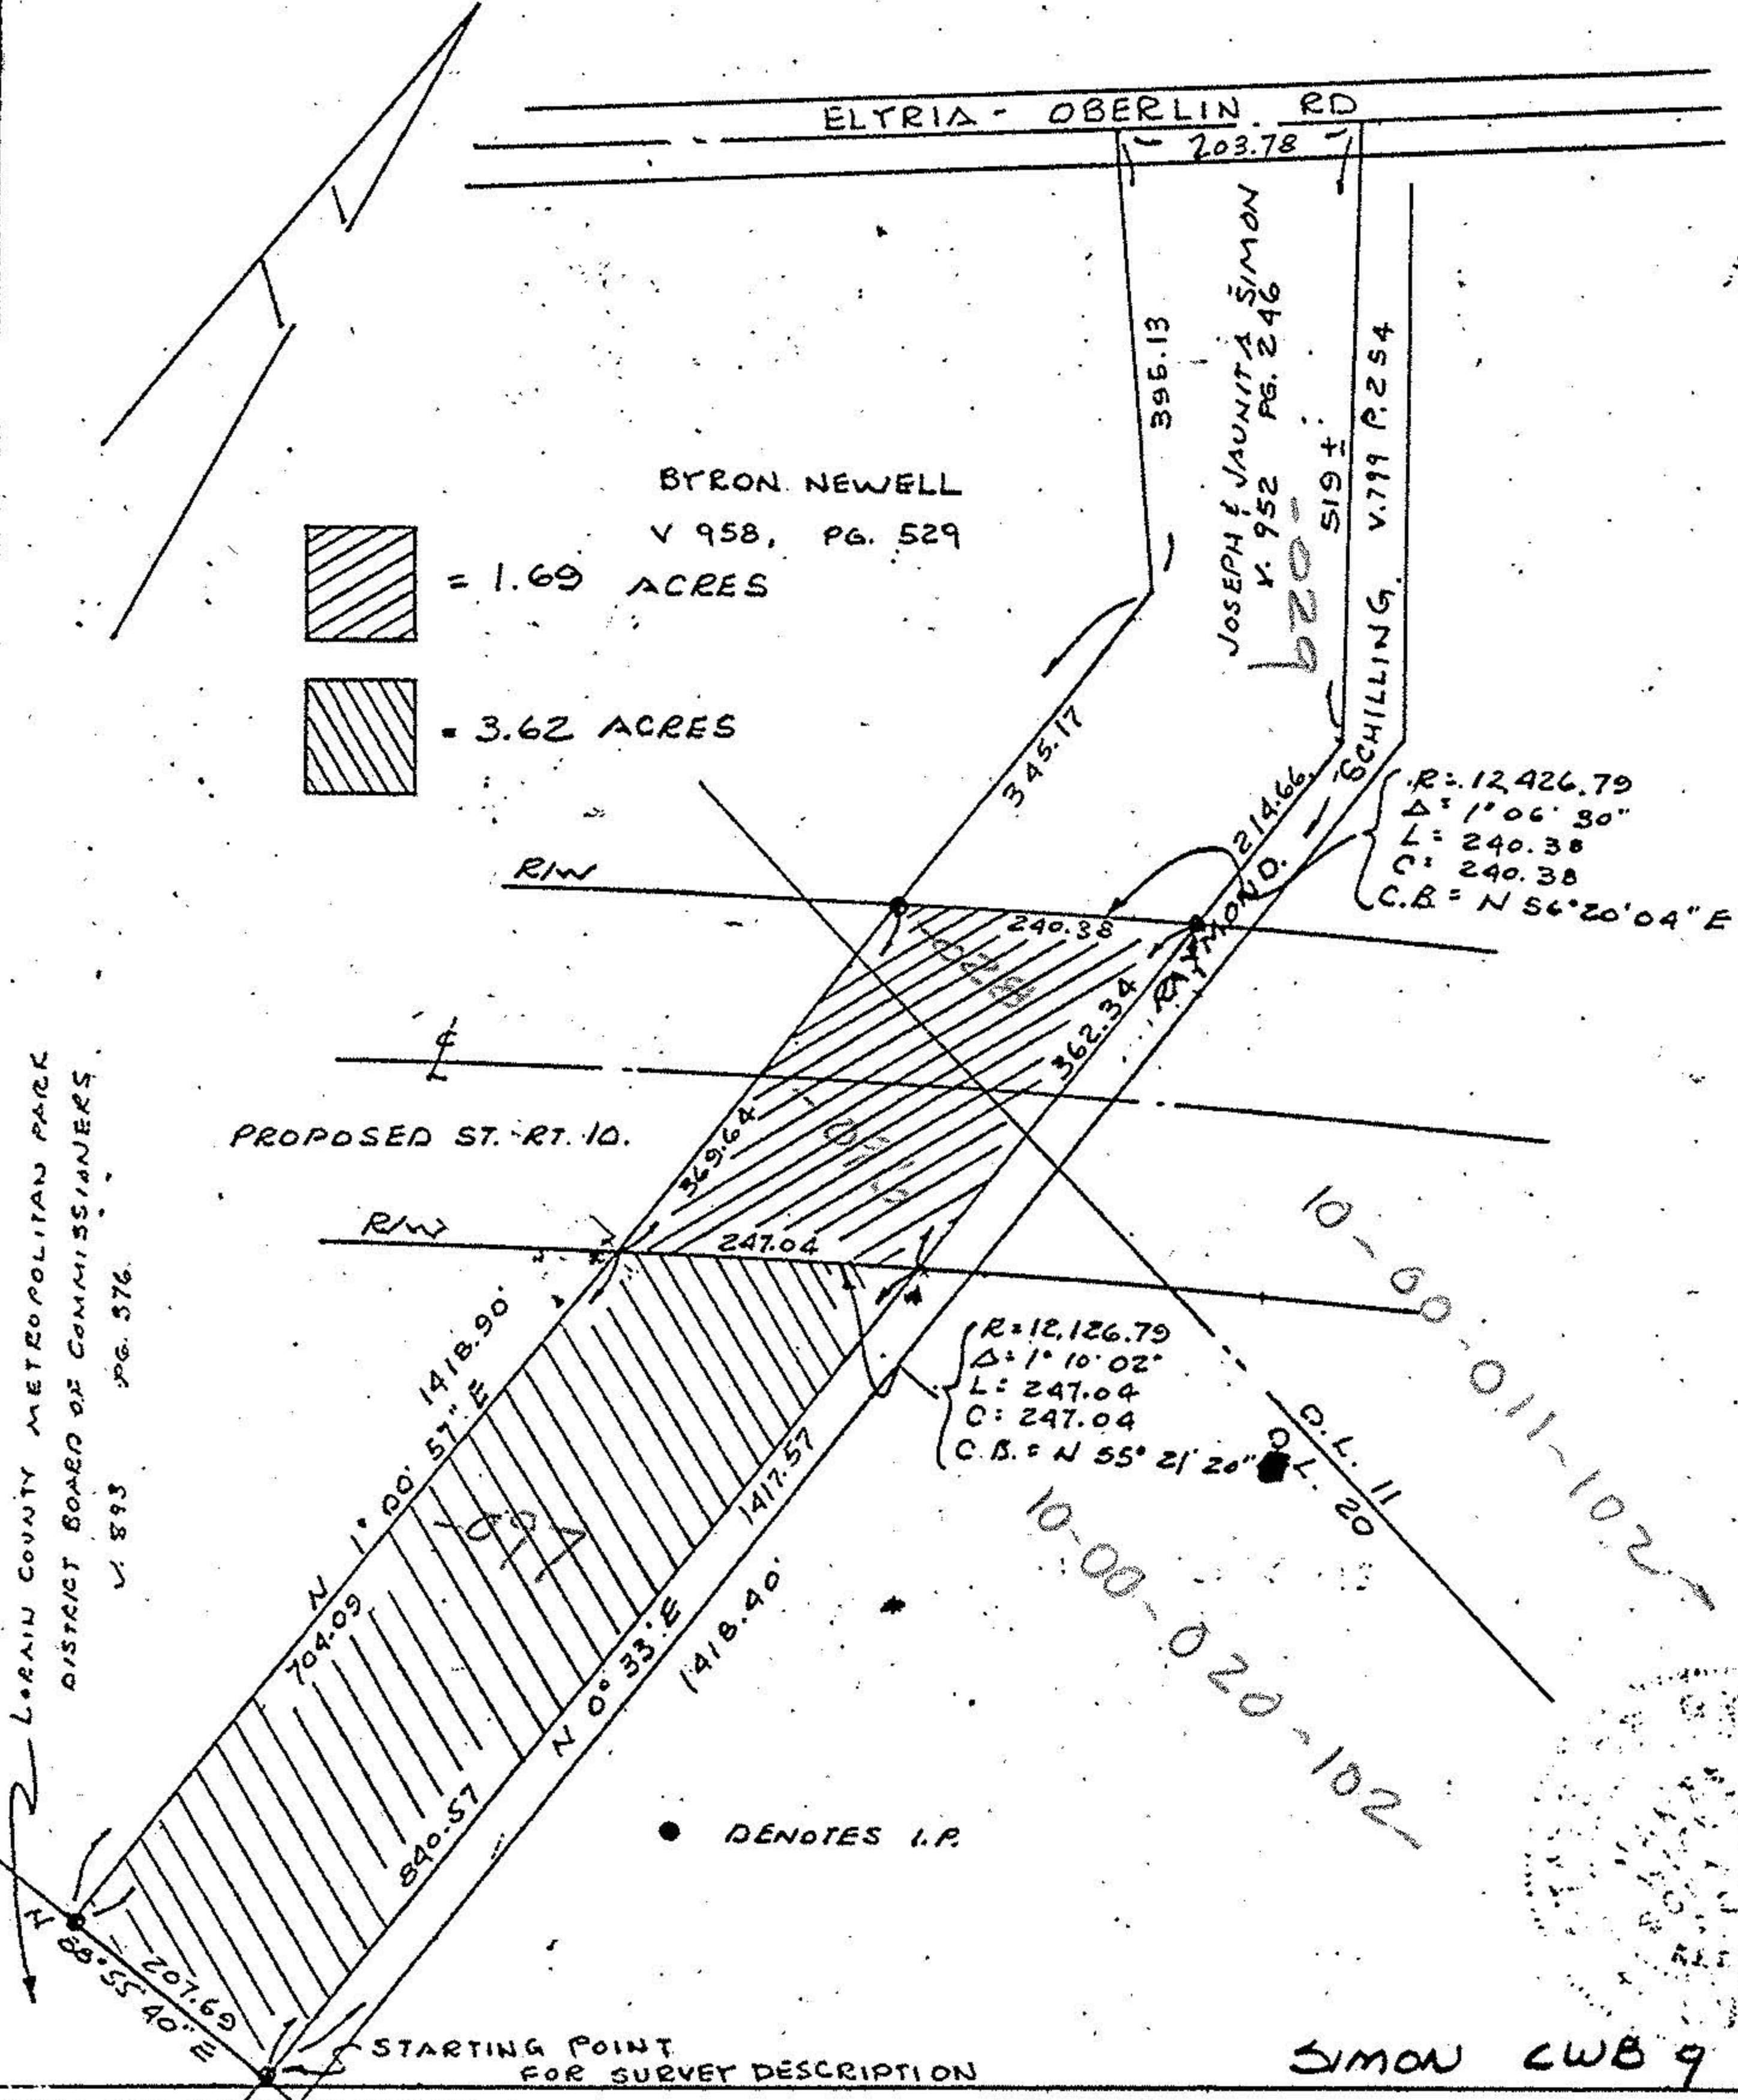 ELYRIA - OBERLIN. RD
203.78
395.13
JOSEPH & JAUNITA SIMON
V. 952 PG. 246
-029
519 ±
RAYMOND. SCHILLING. V.799 P.254
BYRON NEWELL
V 958, PG. 529
= 1.69 ACRES
= 3.62 ACRES
345.17
214.66
R=12,426.79
Δ= 1° 06' 30"
L= 240.38
C= 240.38
C.B.= N 56° 20' 04" E
R/W
240.38
-028
362.34
℄
PROPOSED ST. RT. 10.
369.64
R/W
247.04
LORAIN COUNTY METROPOLITAN PARK
DISTRICT BOARD OF COMMISSIONERS.
V. 893 PG. 376.
1418.90'
N 1° 00' 57" E
704.09
R=12,126.79
Δ= 1° 10' 02"
L= 247.04
C= 247.04
C.B.= N 55° 21' 20"
O.L. 11
O.L. 20
10-00-011-102
10-00-020-102
1417.57
N 0° 33' E
840.57
1418.40'
● DENOTES I.P.
N 88° 55' 40" E
207.69
STARTING POINT
FOR SURVEY DESCRIPTION
SIMON CWB 9